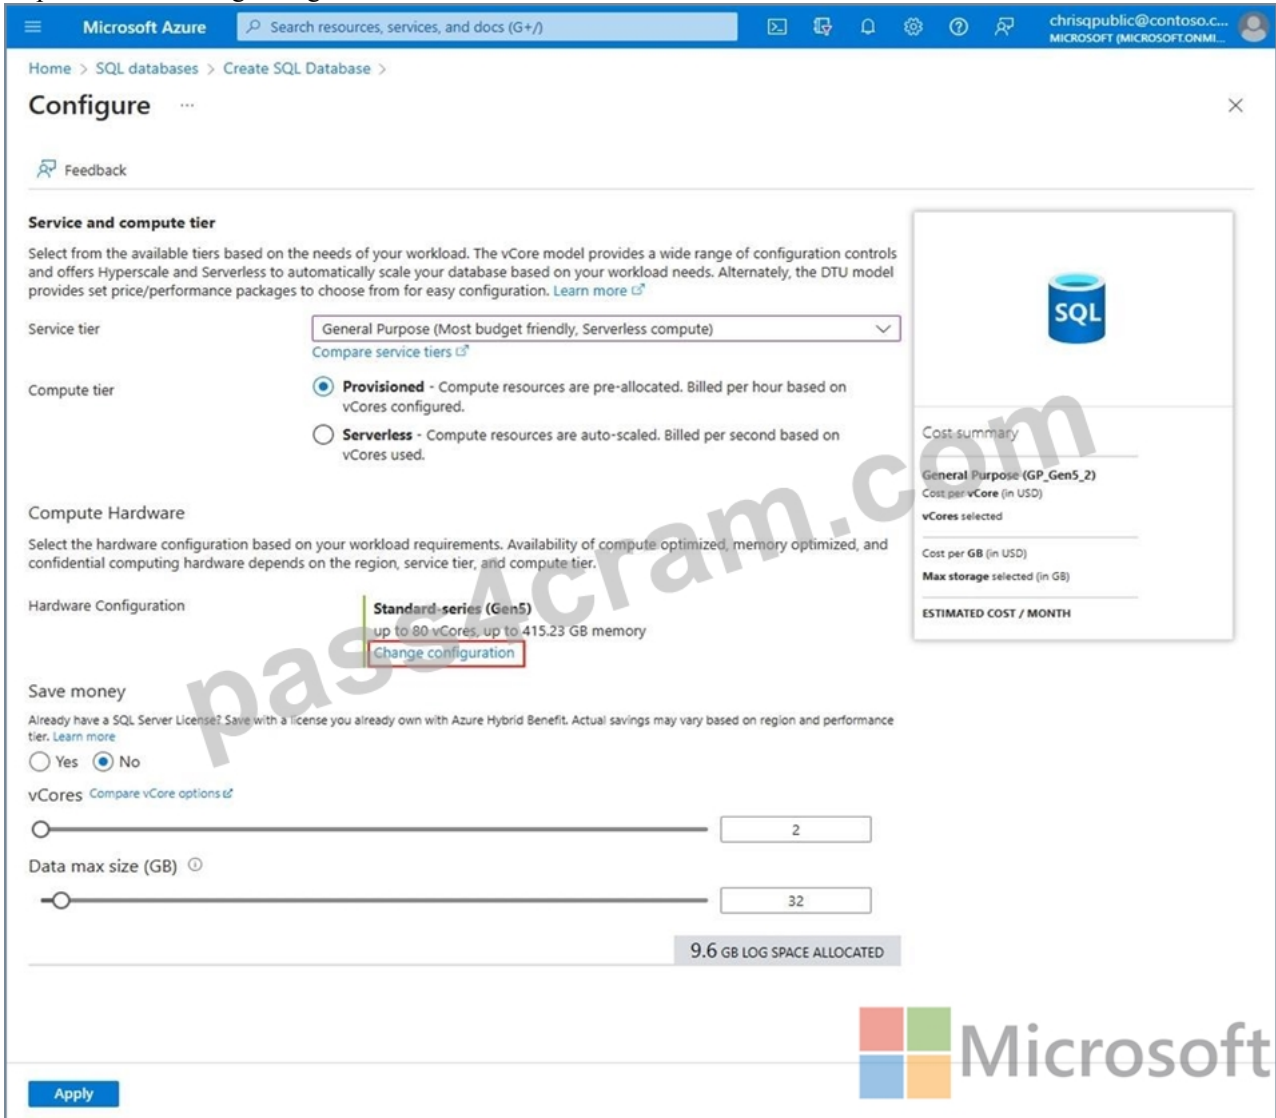 Microsoft Azure
Search resources, services, and docs (G+/)
chrisqpublic@contoso.c...
MICROSOFT (MICROSOFT.ONMI...
Home > SQL databases > Create SQL Database >
Configure ...
Feedback
Service and compute tier
Select from the available tiers based on the needs of your workload. The vCore model provides a wide range of configuration controls
and offers Hyperscale and Serverless to automatically scale your database based on your workload needs. Alternately, the DTU model
provides set price/performance packages to choose from for easy configuration. Learn more
Service tier
General Purpose (Most budget friendly, Serverless compute)
Compare service tiers
Compute tier
Provisioned - Compute resources are pre-allocated. Billed per hour based on
vCores configured.
Serverless - Compute resources are auto-scaled. Billed per second based on
vCores used.
Compute Hardware
Select the hardware configuration based on your workload requirements. Availability of compute optimized, memory optimized, and
confidential computing hardware depends on the region, service tier, and compute tier.
Hardware Configuration
Standard-series (Gen5)
up to 80 vCores, up to 415.23 GB memory
Change configuration
Save money
Already have a SQL Server License? Save with a license you already own with Azure Hybrid Benefit. Actual savings may vary based on region and performance
tier. Learn more
Yes No
vCores Compare vCore options
2
Data max size (GB)
32
9.6 GB LOG SPACE ALLOCATED
Apply
SQL
Cost summary
General Purpose (GP_Gen5_2)
Cost per vCore (in USD)
vCores selected
Cost per GB (in USD)
Max storage selected (in GB)
ESTIMATED COST / MONTH
pass4cram.com
Microsoft